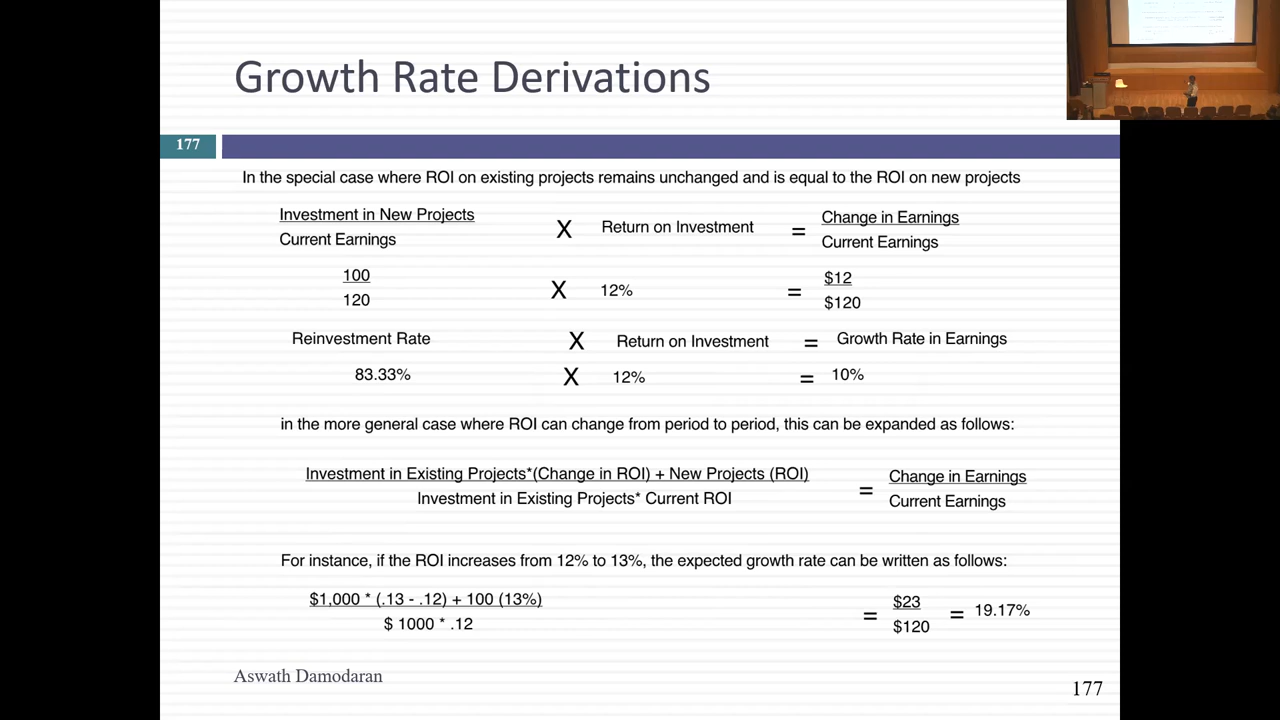 Growth Rate Derivations
177
In the special case where ROI on existing projects remains unchanged and is equal to the ROI on new projects
Investment in New Projects
Current Earnings
X
Return on Investment
=
Change in Earnings
Current Earnings
100
120
X
12%
=
$12
$120
Reinvestment Rate
X
Return on Investment
=
Growth Rate in Earnings
83.33%
X
12%
=
10%
in the more general case where ROI can change from period to period, this can be expanded as follows:
Investment in Existing Projects*(Change in ROI) + New Projects (ROI)
Investment in Existing Projects* Current ROI
=
Change in Earnings
Current Earnings
For instance, if the ROI increases from 12% to 13%, the expected growth rate can be written as follows:
$1,000 * (.13 - .12) + 100 (13%)
$ 1000 * .12
=
$23
$120
=
19.17%
Aswath Damodaran
177